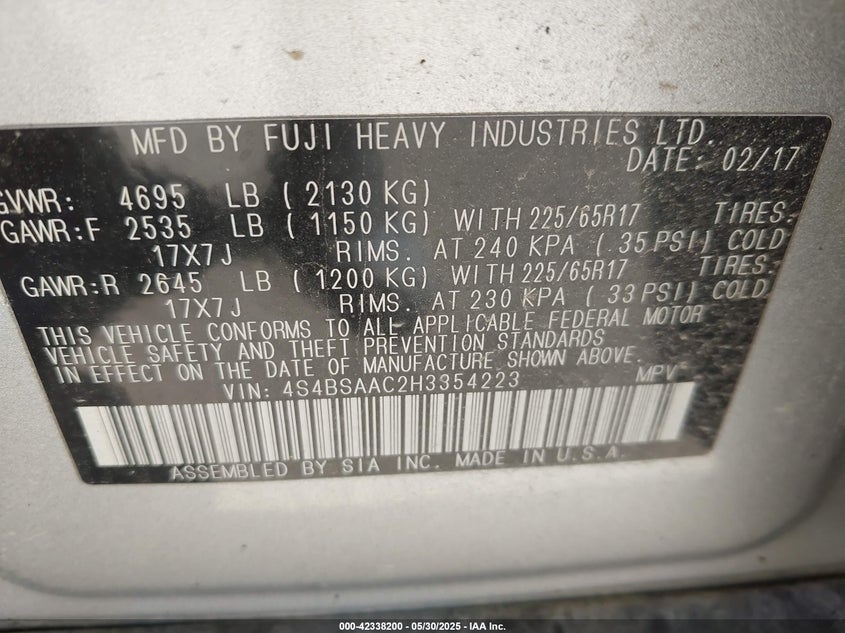 MFD BY FUJI HEAVY INDUSTRIES LTD.
DATE: 02/17
GVWR: 4695 LB ( 2130 KG)
GAWR:F 2535 LB ( 1150 KG) WITH 225/65R17 TIRES.
17X7J RIMS. AT 240 KPA ( 35 PSI) COLD
GAWR:R 2645 LB ( 1200 KG) WITH 225/65R17 TIRES.
17X7J RIMS. AT 230 KPA ( 33 PSI) COLD
THIS VEHICLE CONFORMS TO ALL APPLICABLE FEDERAL MOTOR
VEHICLE SAFETY AND THEFT PREVENTION STANDARDS
IN EFFECT ON THE DATE OF MANUFACTURE SHOWN ABOVE.
VIN: 4S4BSAAC2H3354223 MPV
ASSEMBLED BY SIA INC. MADE IN U.S.A.
000-42338200 — 05/30/2025 — IAA Inc.